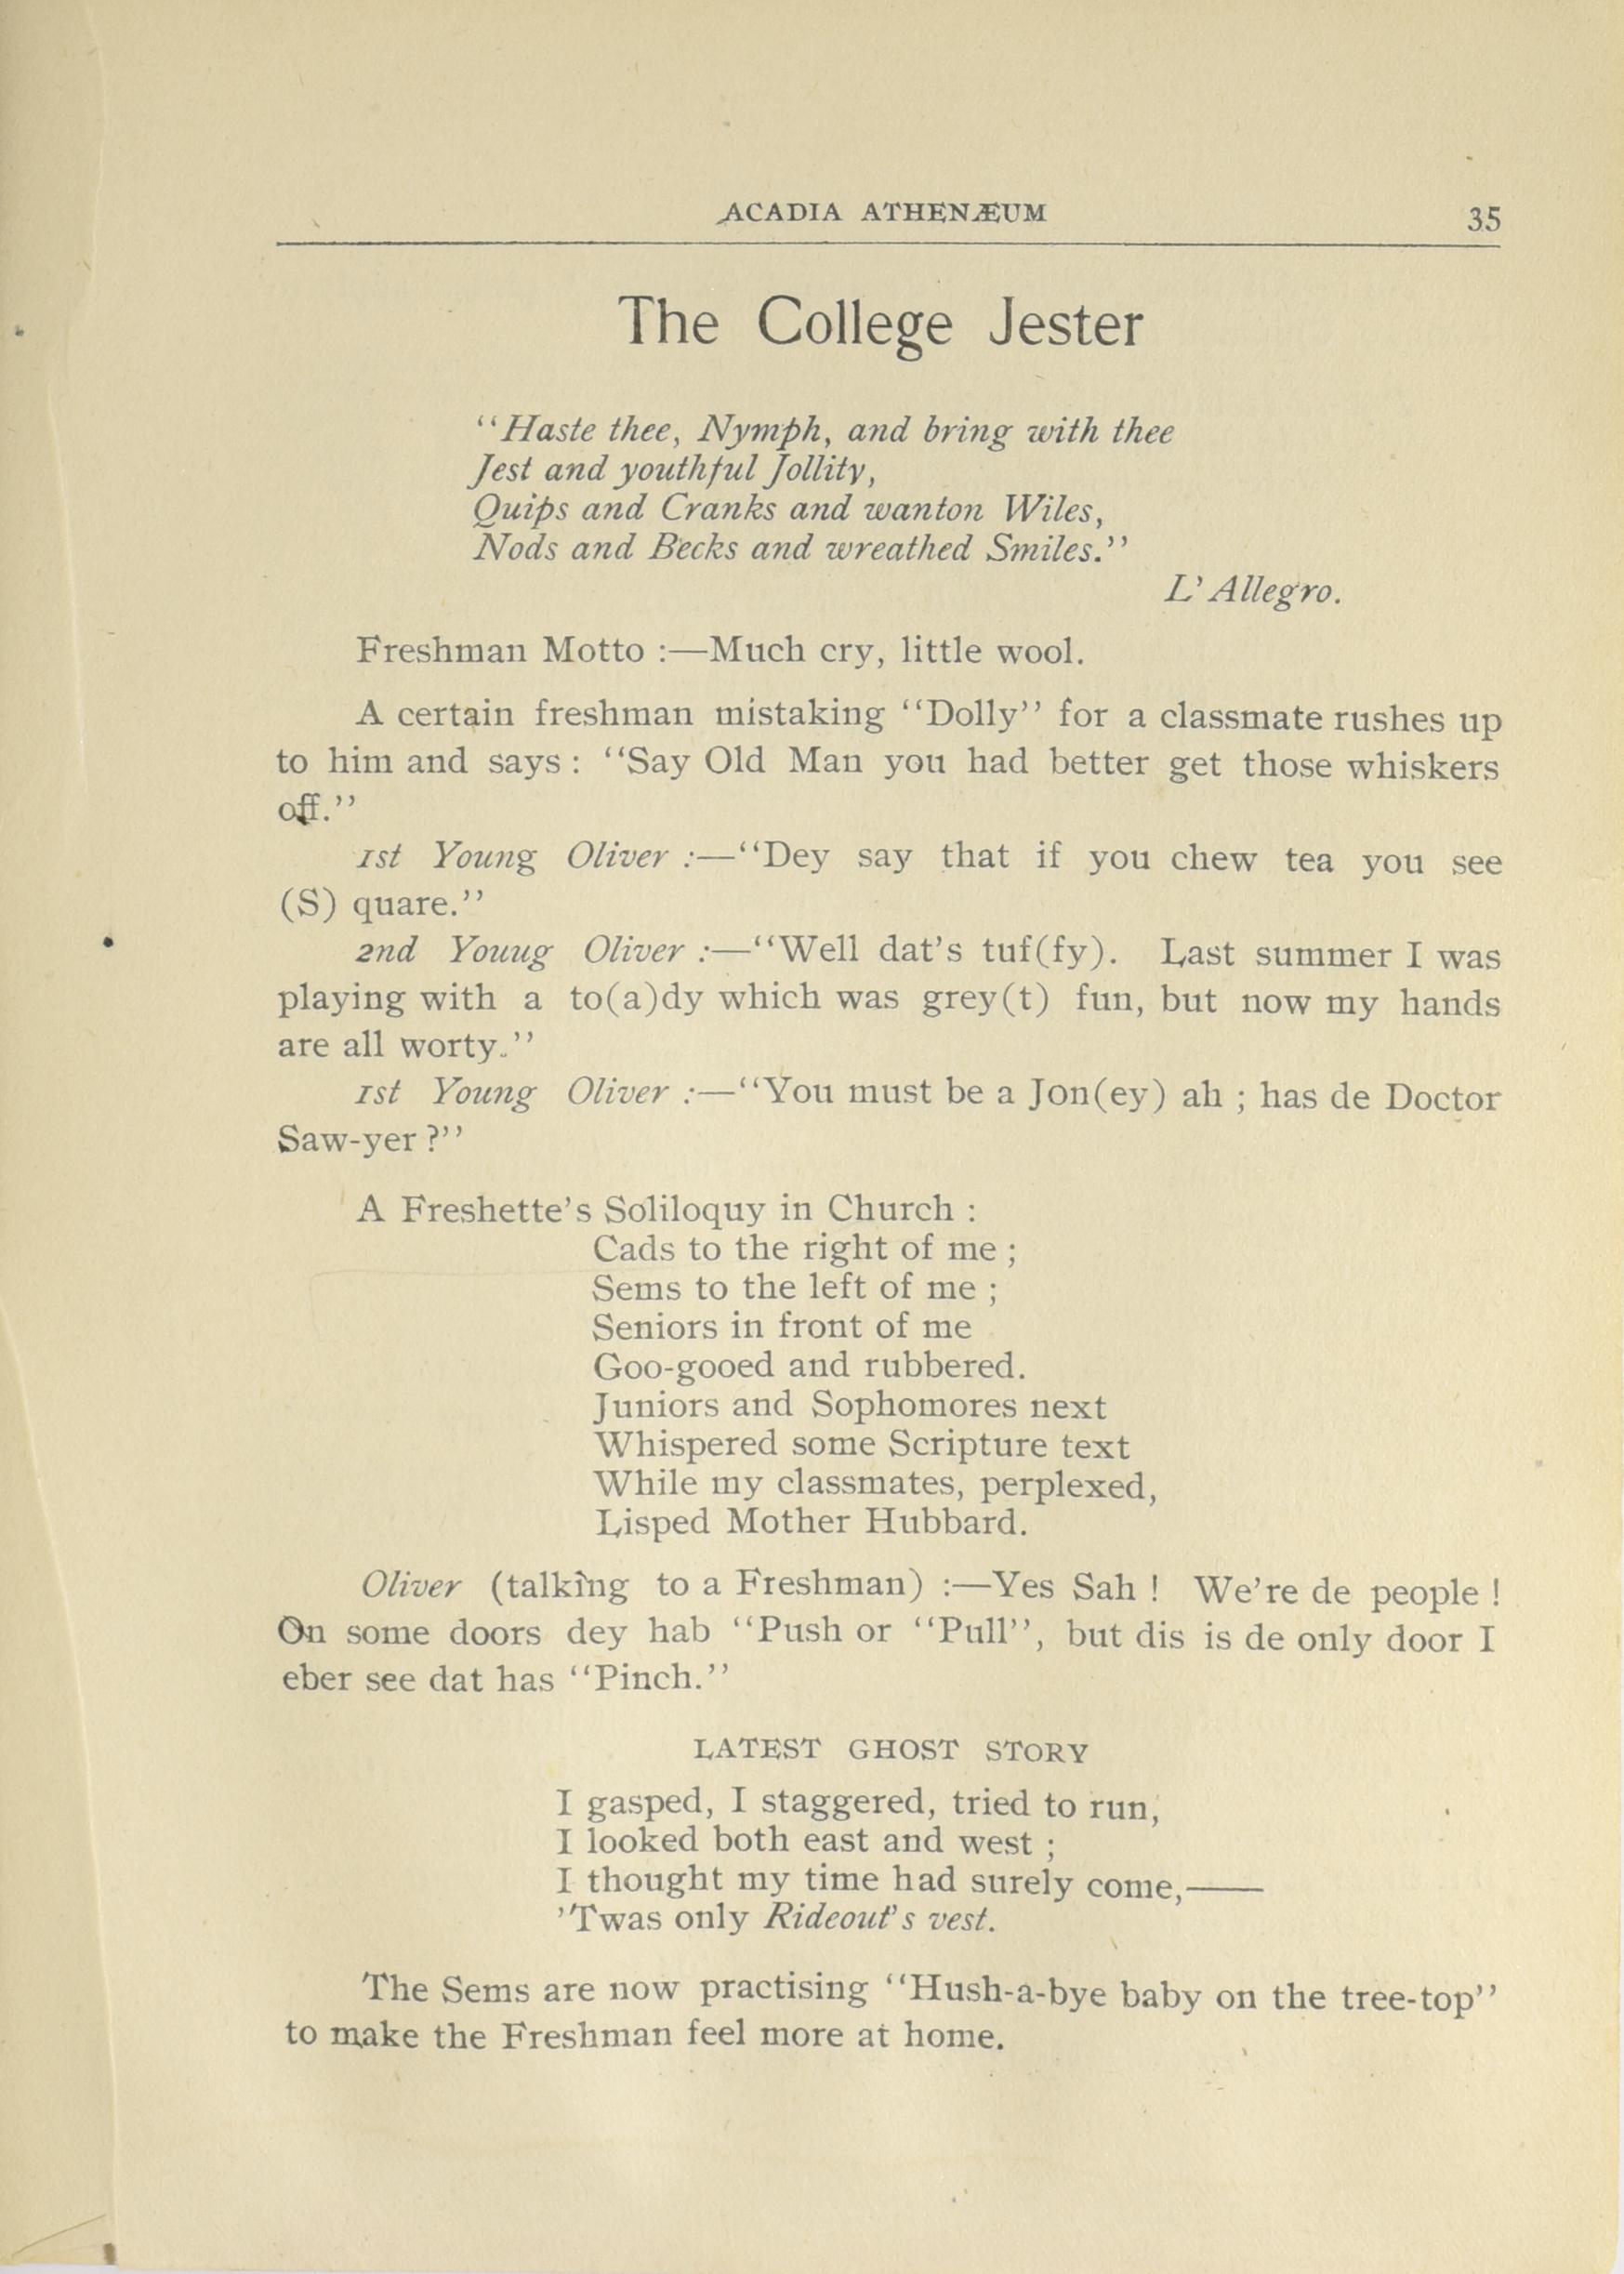 ACADIA ATHENÆUM 35
The College Jester
"Haste thee, Nymph, and bring with thee
Jest and youthful Jollity,
Quips and Cranks and wanton Wiles,
Nods and Becks and wreathed Smiles."
L'Allegro.
Freshman Motto :—Much cry, little wool.
A certain freshman mistaking "Dolly" for a classmate rushes up
to him and says : "Say Old Man you had better get those whiskers
off."
1st Young Oliver :—"Dey say that if you chew tea you see
(S) quare."
2nd Youug Oliver :—"Well dat's tuf(fy). Last summer I was
playing with a to(a)dy which was grey(t) fun, but now my hands
are all worty."
1st Young Oliver :—"You must be a Jon(ey) ah ; has de Doctor
Saw-yer ?"
A Freshette's Soliloquy in Church :
Cads to the right of me ;
Sems to the left of me ;
Seniors in front of me
Goo-gooed and rubbered.
Juniors and Sophomores next
Whispered some Scripture text
While my classmates, perplexed,
Lisped Mother Hubbard.
Oliver (talking to a Freshman) :—Yes Sah ! We're de people !
On some doors dey hab "Push or "Pull", but dis is de only door I
eber see dat has "Pinch."
LATEST GHOST STORY
I gasped, I staggered, tried to run,
I looked both east and west ;
I thought my time had surely come,——
'Twas only Rideout's vest.
The Sems are now practising "Hush-a-bye baby on the tree-top"
to make the Freshman feel more at home.